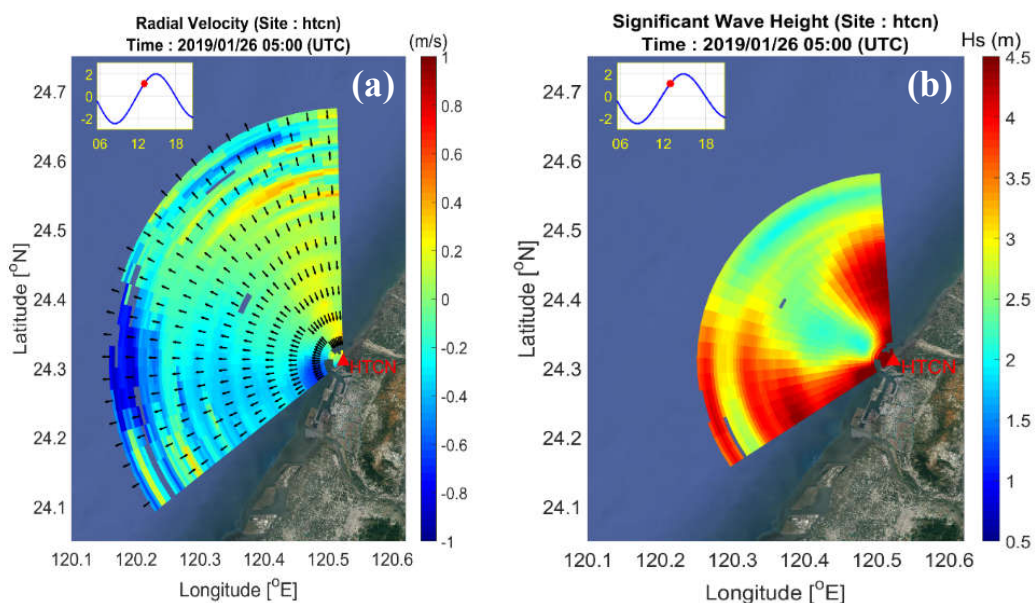 Radial Velocity (Site : htcn)
Time : 2019/01/26 05:00 (UTC)
(m/s)
(a)
2
0
-2
06 12 18
24.7
24.6
24.5
24.4
24.3
24.2
24.1
Latitude [°N]
HTCN
120.1 120.2 120.3 120.4 120.5 120.6
Longitude [°E]
1
0.8
0.6
0.4
0.2
0
-0.2
-0.4
-0.6
-0.8
-1
Significant Wave Height (Site : htcn)
Time : 2019/01/26 05:00 (UTC)
Hs (m)
(b)
2
0
-2
06 12 18
24.7
24.6
24.5
24.4
24.3
24.2
24.1
Latitude [°N]
HTCN
120.1 120.2 120.3 120.4 120.5 120.6
Longitude [°E]
4.5
4
3.5
3
2.5
2
1.5
1
0.5